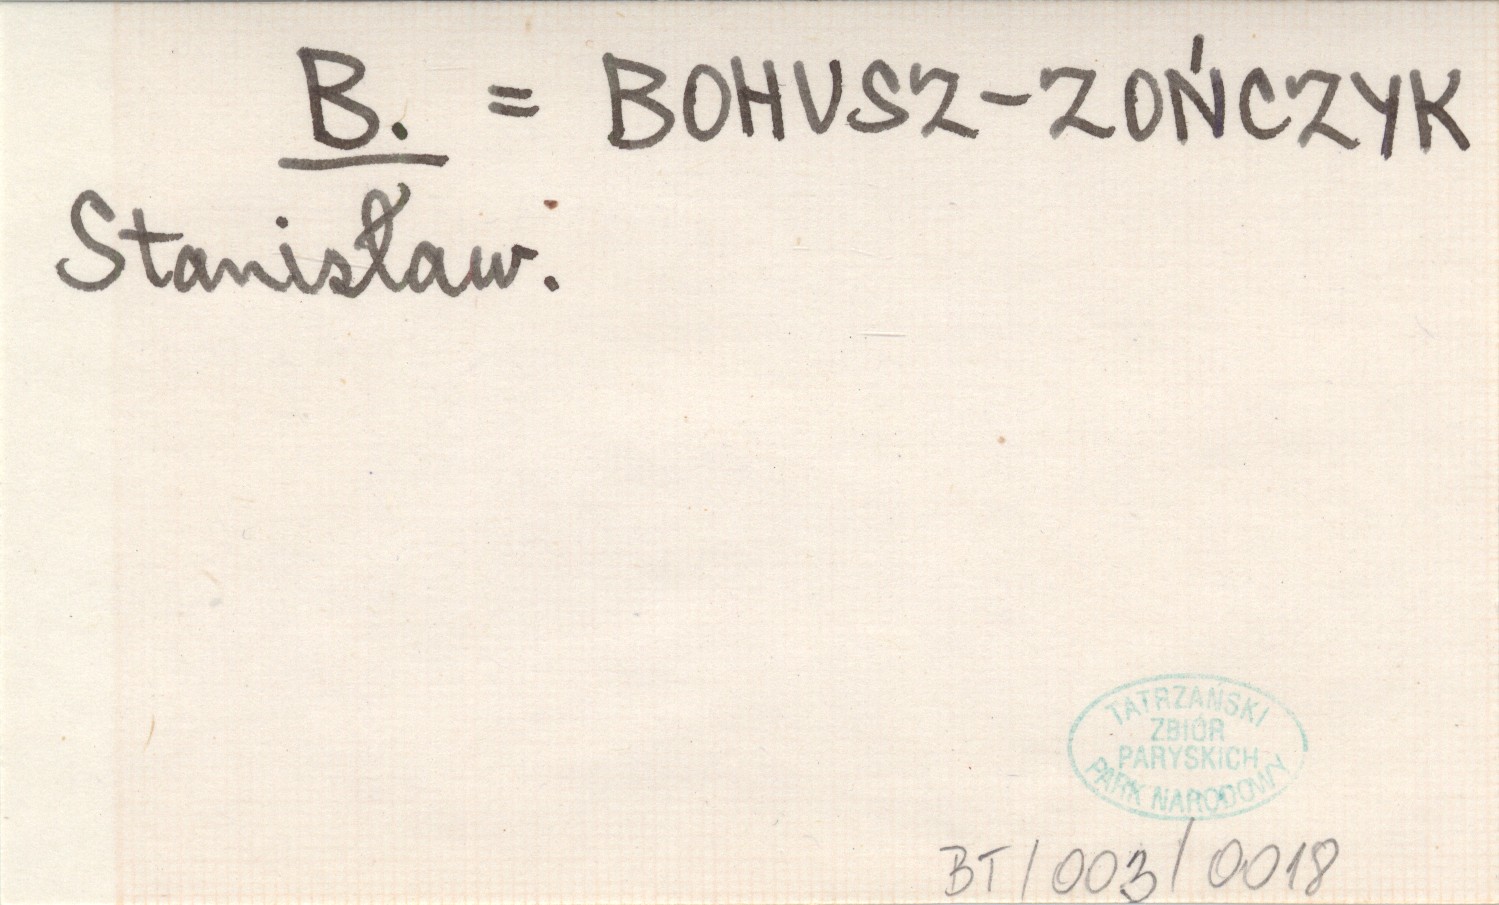 B. = BOHUSZ-ZOŃCZYK
Stanisław.
TATRZAŃSKI
ZBIÓR
PARYSKICH
PARK NARODOWY
BT/003/0018